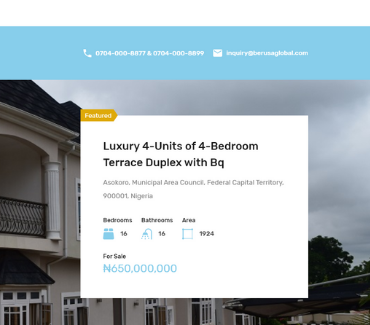 0704-000-8877 & 0704-000-8899 inquiry@berusaglobal.com
Featured
Luxury 4-Units of 4-Bedroom
Terrace Duplex with Bq
Asokoro, Municipal Area Council, Federal Capital Territory,
900001, Nigeria
Bedrooms Bathrooms Area
16 16 1924
For Sale
₦650,000,000